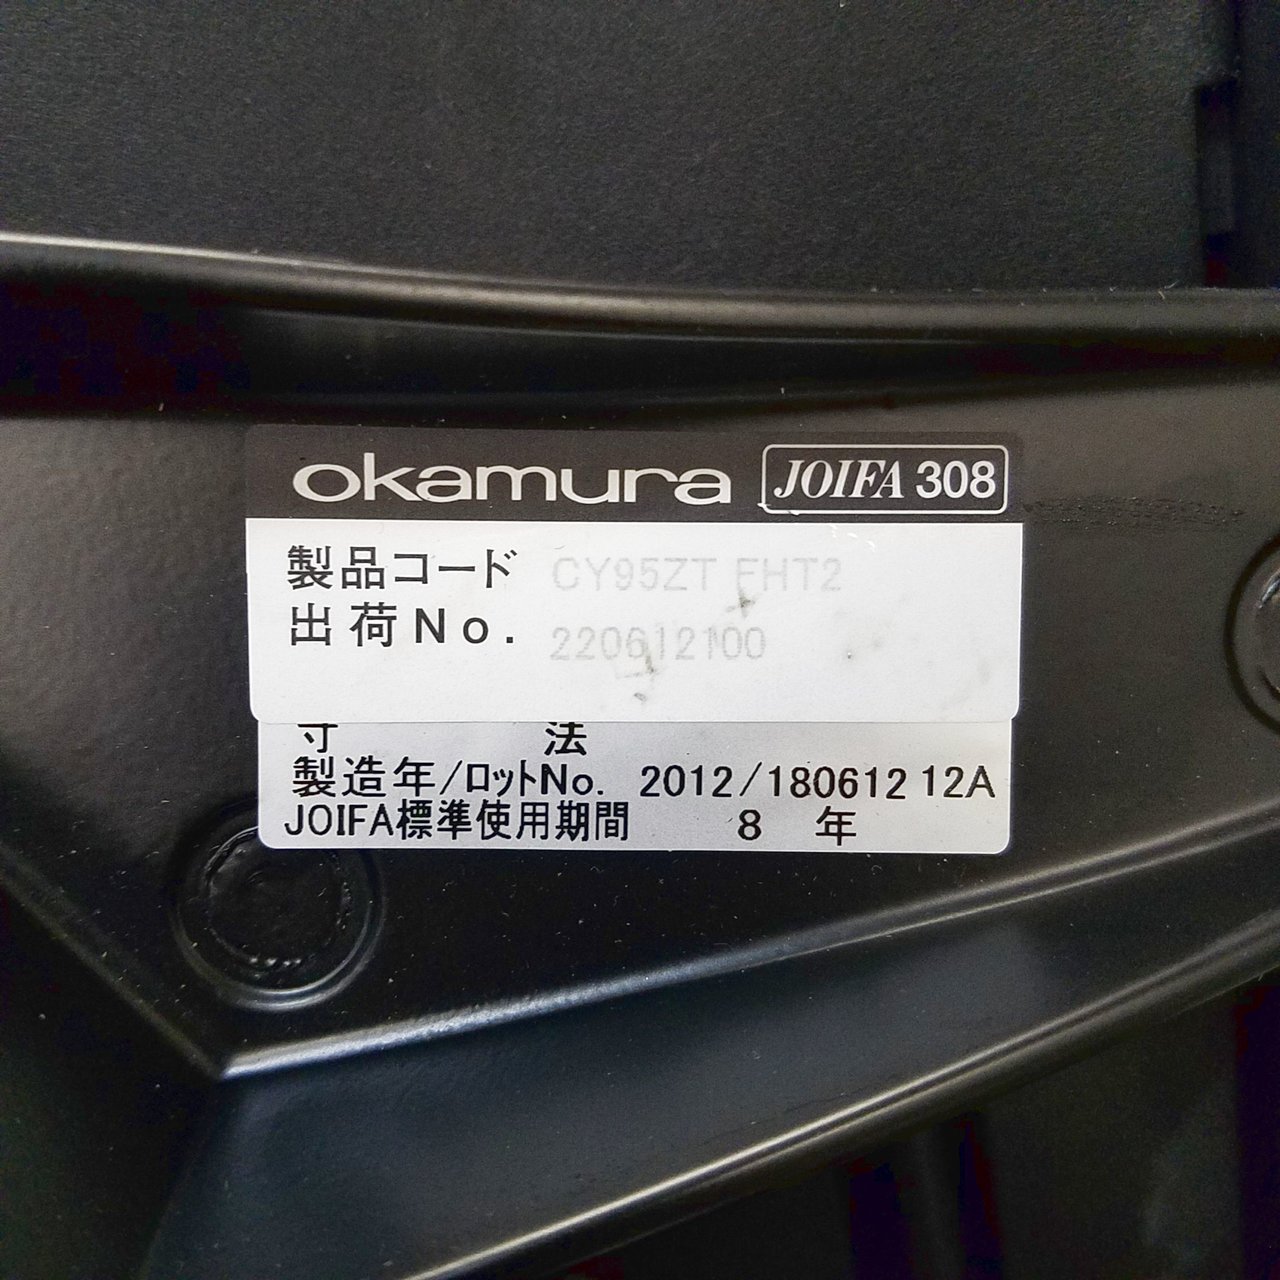 okamura JOIFA 308
製品コード CY95ZT FHT2
出荷No. 220612100
寸 法
製造年/ロットNo. 2012/180612 12A
JOIFA標準使用期間 8 年